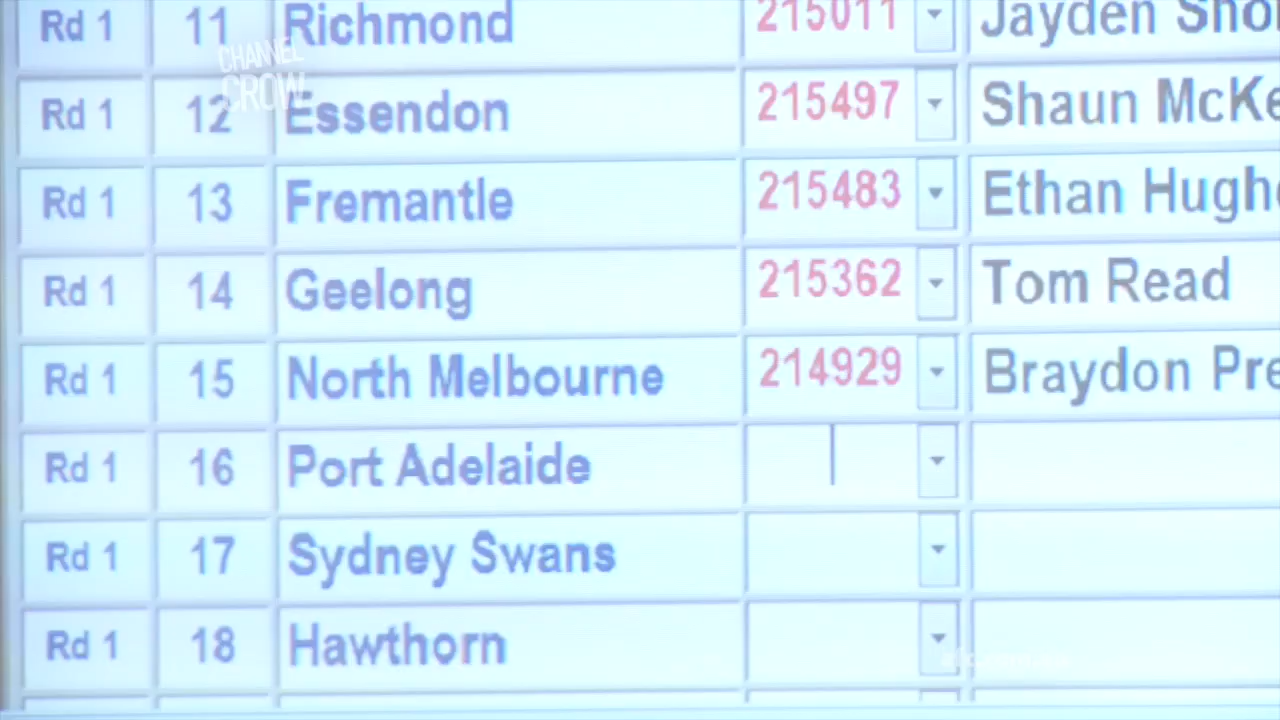 Rd 1 11 Richmond 215011 Jayden
CHANNEL
CROW
Rd 1 12 Essendon 215497 Shaun
Rd 1 13 Fremantle 215483 Ethan
Rd 1 14 Geelong 215362 Tom Read
Rd 1 15 North Melbourne 214929 Braydon
Rd 1 16 Port Adelaide
Rd 1 17 Sydney Swans
Rd 1 18 Hawthorn